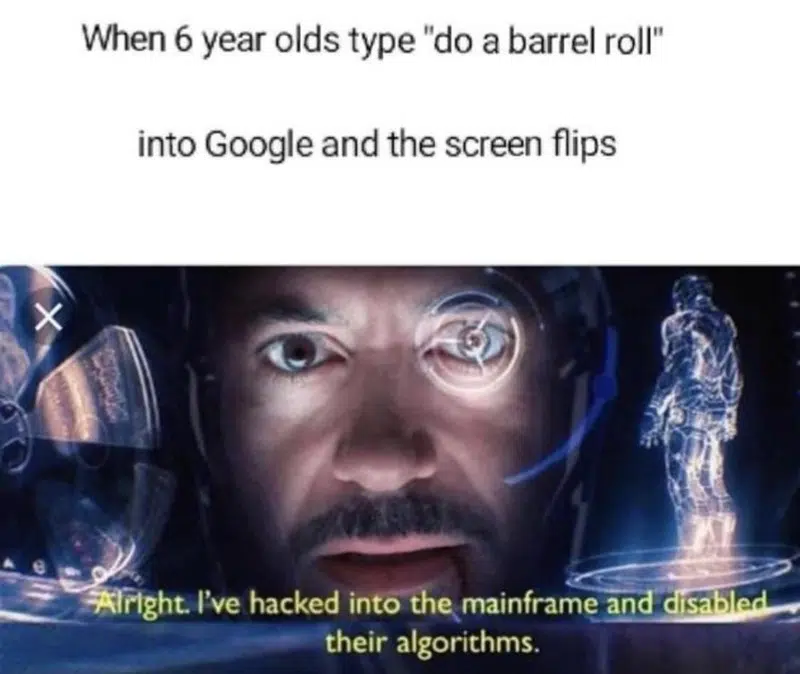 When 6 year olds type "do a barrel roll"
into Google and the screen flips
Alright. I've hacked into the mainframe and disabled
their algorithms.